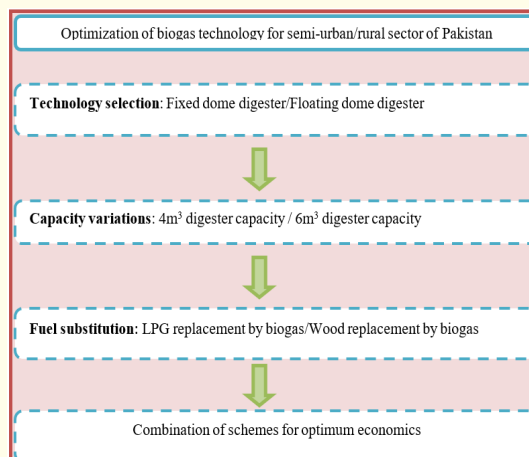 Optimization of biogas technology for semi-urban/rural sector of Pakistan
Technology selection: Fixed dome digester/Floating dome digester
Capacity variations: 4m³ digester capacity / 6m³ digester capacity
Fuel substitution: LPG replacement by biogas/Wood replacement by biogas
Combination of schemes for optimum economics